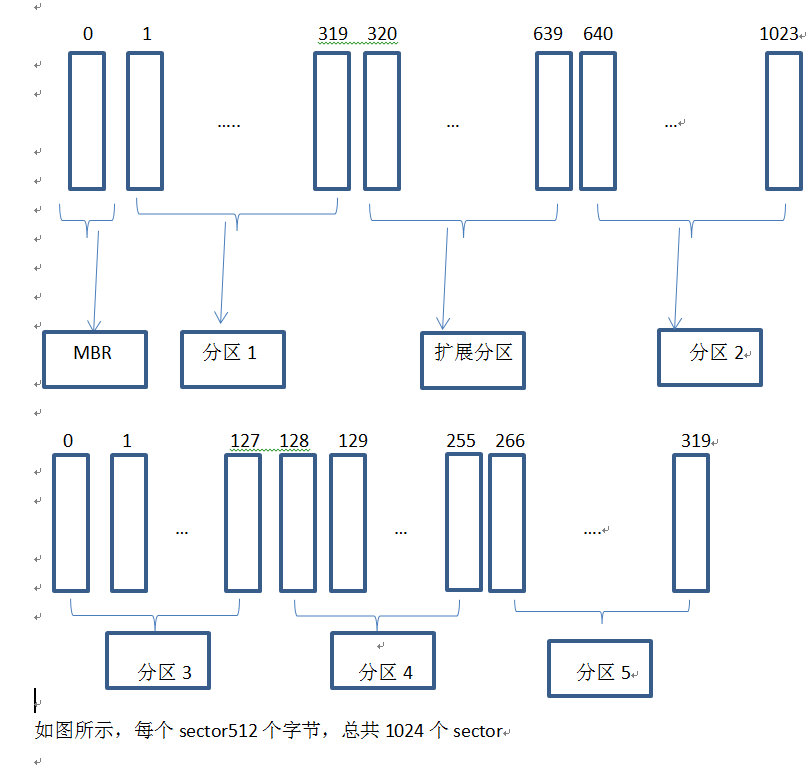 0 1 319 320 639 640 1023
….. … …
MBR 分区 1 扩展分区 分区 2
0 1 127 128 129 255 266 319
… … ….
分区 3 分区 4 分区 5
如图所示，每个 sector512 个字节，总共 1024 个 sector